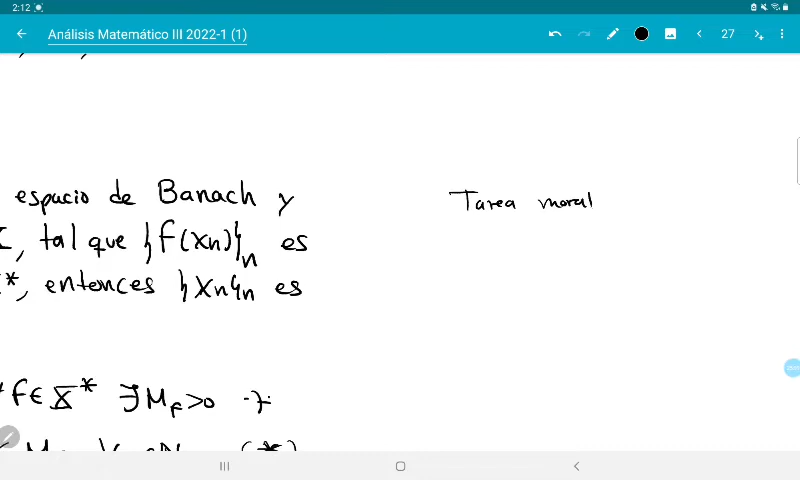 2:12
Análisis Matemático III 2022-1 (1)
27
espacio de Banach y
Tarea moral
, tal que {f(xn)}n es
*, entonces {xn}n es
f∈X* ∃Mf>0
(*)